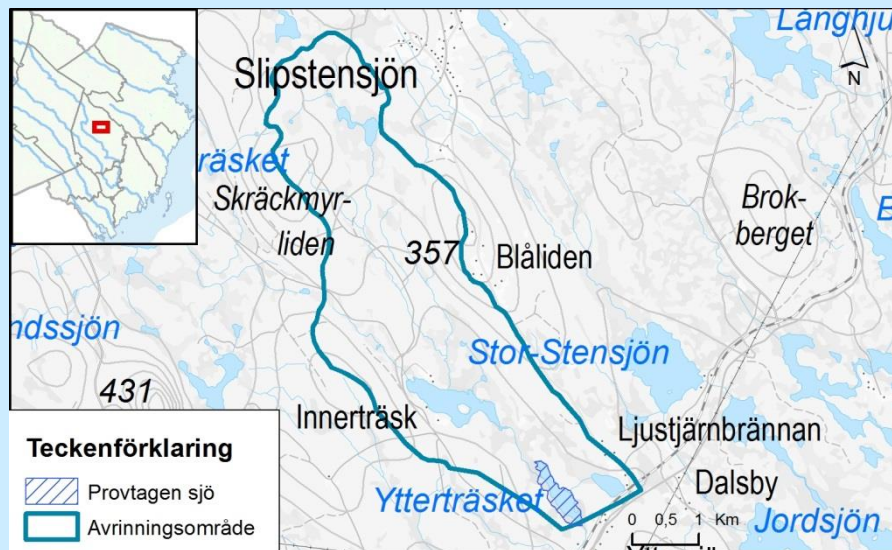 Långhju
Slipstensjön
N
räsket
Skräckmyr-
liden
Brok-
berget
E
357
Blåliden
ndssjön
Stor-Stensjön
431
Innerträsk
Ljustjärnbrännan
Teckenförklaring
Provtagen sjö
Avrinningsområde
Ytterträsket
Dalsby
0 0,5 1 Km
Jordsjön